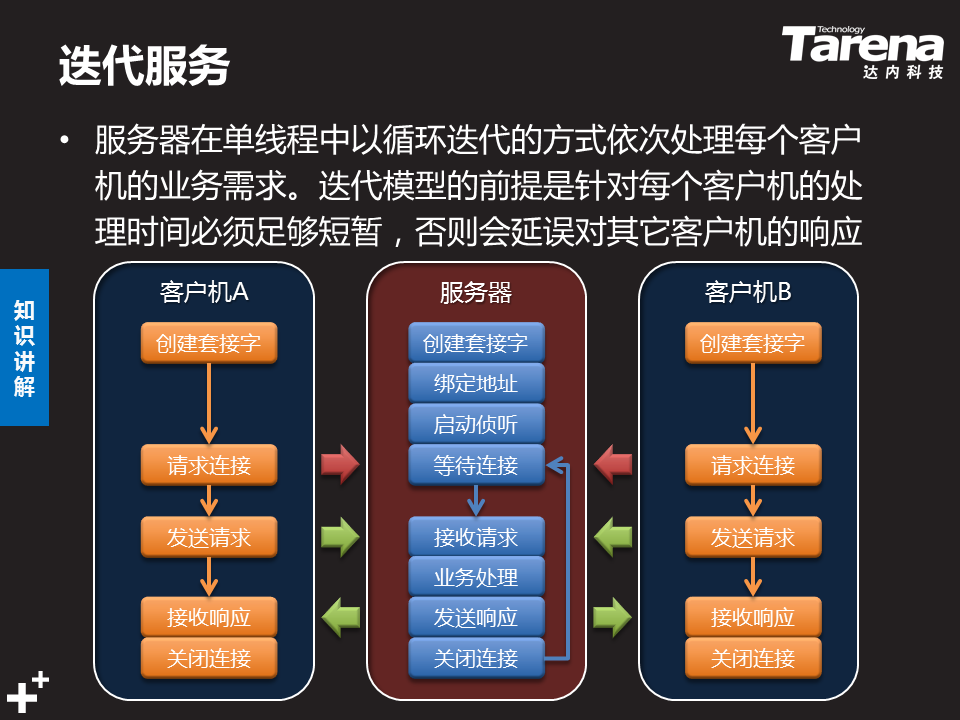 迭代服务
Technology
Tarena
达内科技
• 服务器在单线程中以循环迭代的方式依次处理每个客户
机的业务需求。迭代模型的前提是针对每个客户机的处
理时间必须足够短暂，否则会延误对其它客户机的响应
知识讲解
客户机A
创建套接字
请求连接
发送请求
接收响应
关闭连接
服务器
创建套接字
绑定地址
启动侦听
等待连接
接收请求
业务处理
发送响应
关闭连接
客户机B
创建套接字
请求连接
发送请求
接收响应
关闭连接